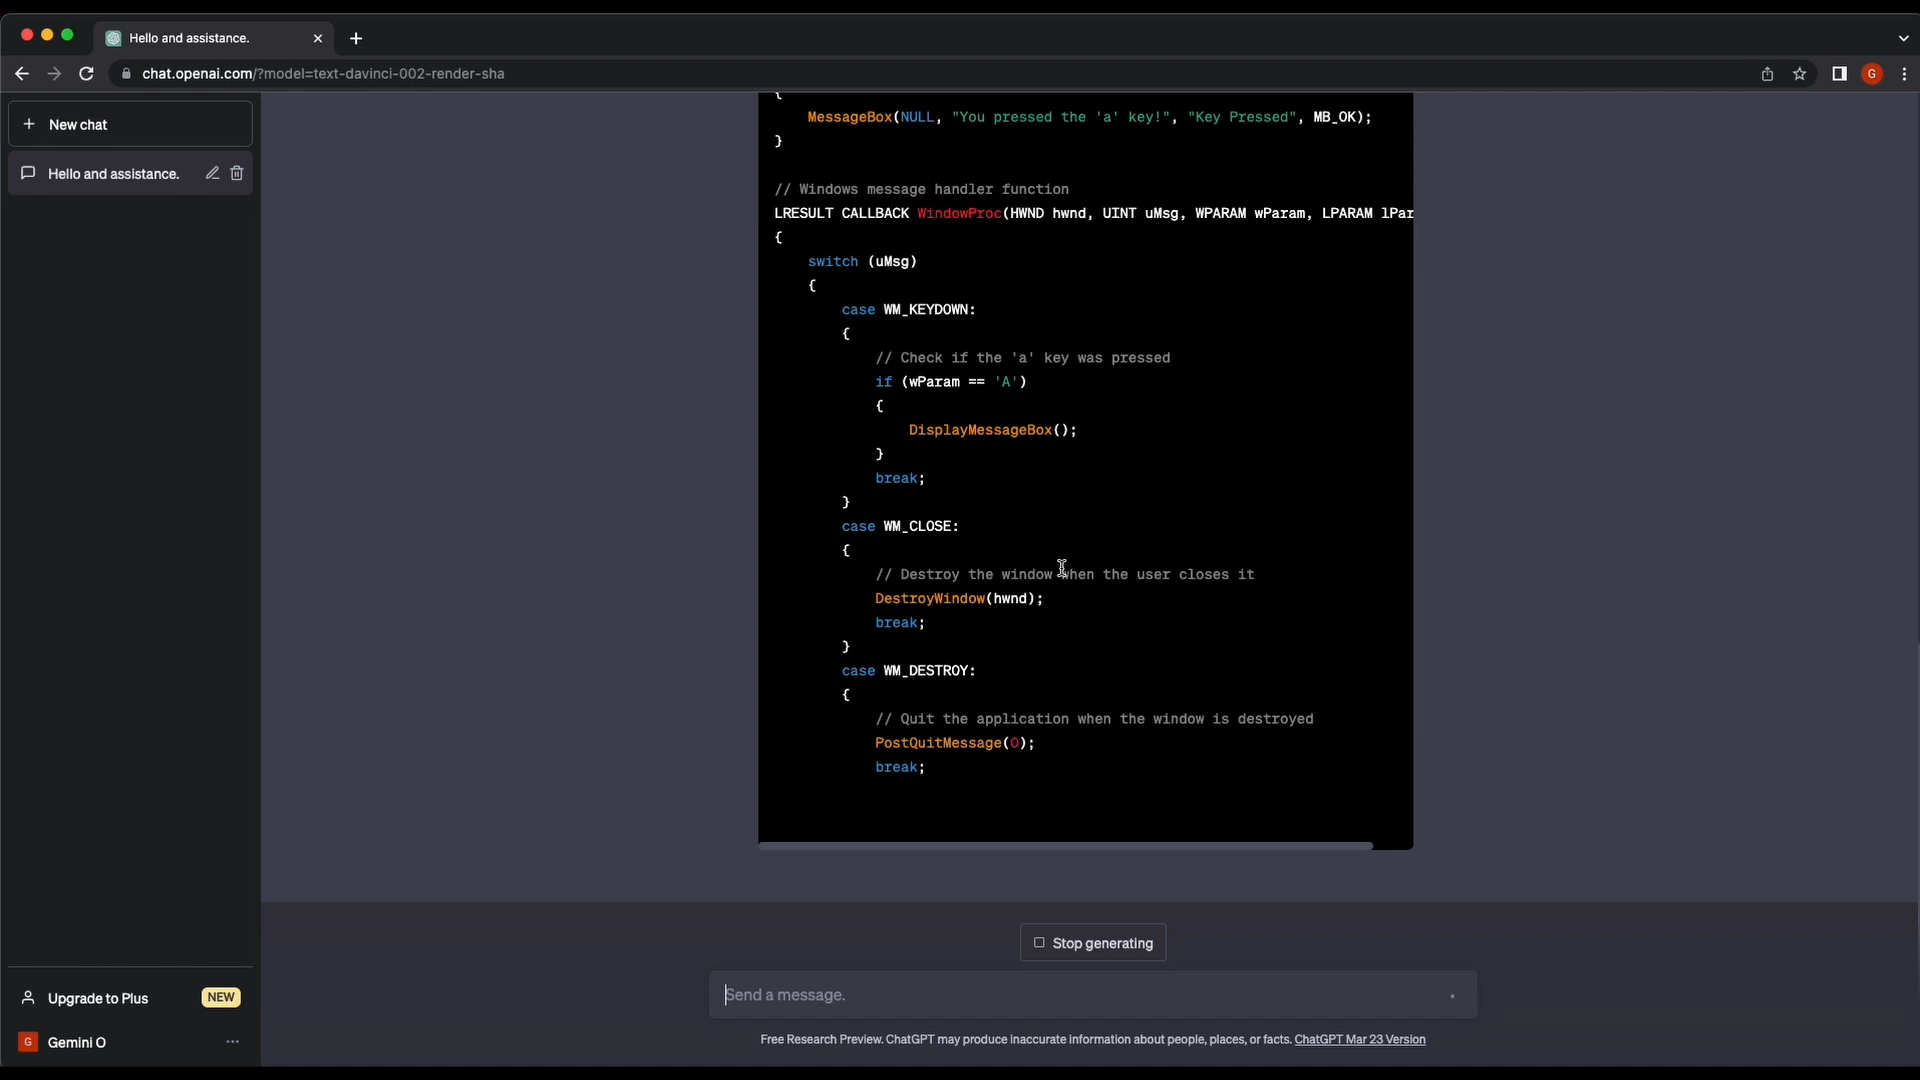 Hello and assistance.
chat.openai.com/?model=text-davinci-002-render-sha
G
New chat
Hello and assistance.
{
MessageBox(NULL, "You pressed the 'a' key!", "Key Pressed", MB_OK);
}
// Windows message handler function
LRESULT CALLBACK WindowProc(HWND hwnd, UINT uMsg, WPARAM wParam, LPARAM lPar
{
switch (uMsg)
{
case WM_KEYDOWN:
{
// Check if the 'a' key was pressed
if (wParam == 'A')
{
DisplayMessageBox();
}
break;
}
case WM_CLOSE:
{
// Destroy the window when the user closes it
DestroyWindow(hwnd);
break;
}
case WM_DESTROY:
{
// Quit the application when the window is destroyed
PostQuitMessage(0);
break;
Stop generating
Send a message.
Free Research Preview. ChatGPT may produce inaccurate information about people, places, or facts. ChatGPT Mar 23 Version
Upgrade to Plus NEW
G Gemini O